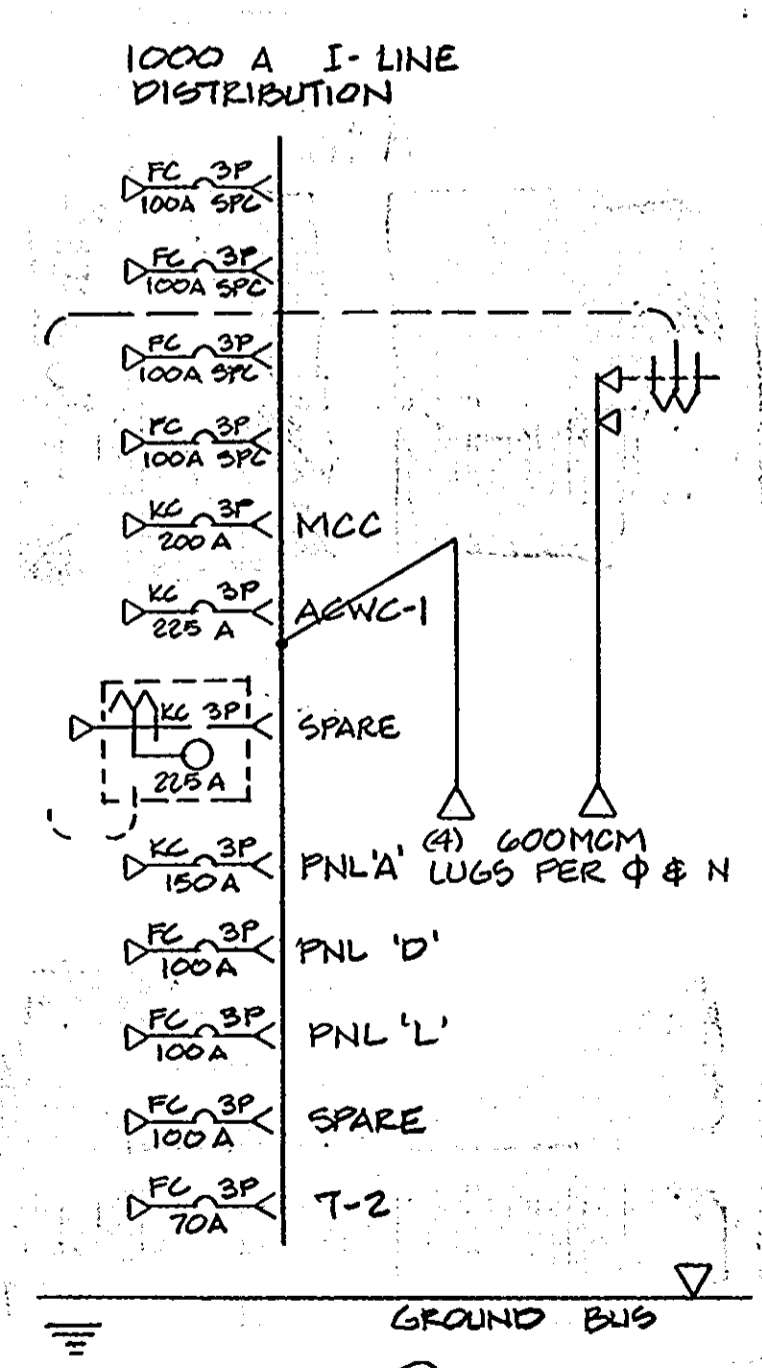 1000 A I-LINE
DISTRIBUTION
FC 3P
100A SPC
FC 3P
100A SPC
FC 3P
100A SPC
FC 3P
100A SPC
KC 3P
200 A
MCC
KC 3P
225 A
ACWC-1
KC 3P
225 A
SPARE
KC 3P
150A
PNL 'A'
(4) 600MCM
LUGS PER Φ & N
FC 3P
100A
PNL 'D'
FC 3P
100A
PNL 'L'
FC 3P
100A
SPARE
FC 3P
70A
T-2
GROUND BUS